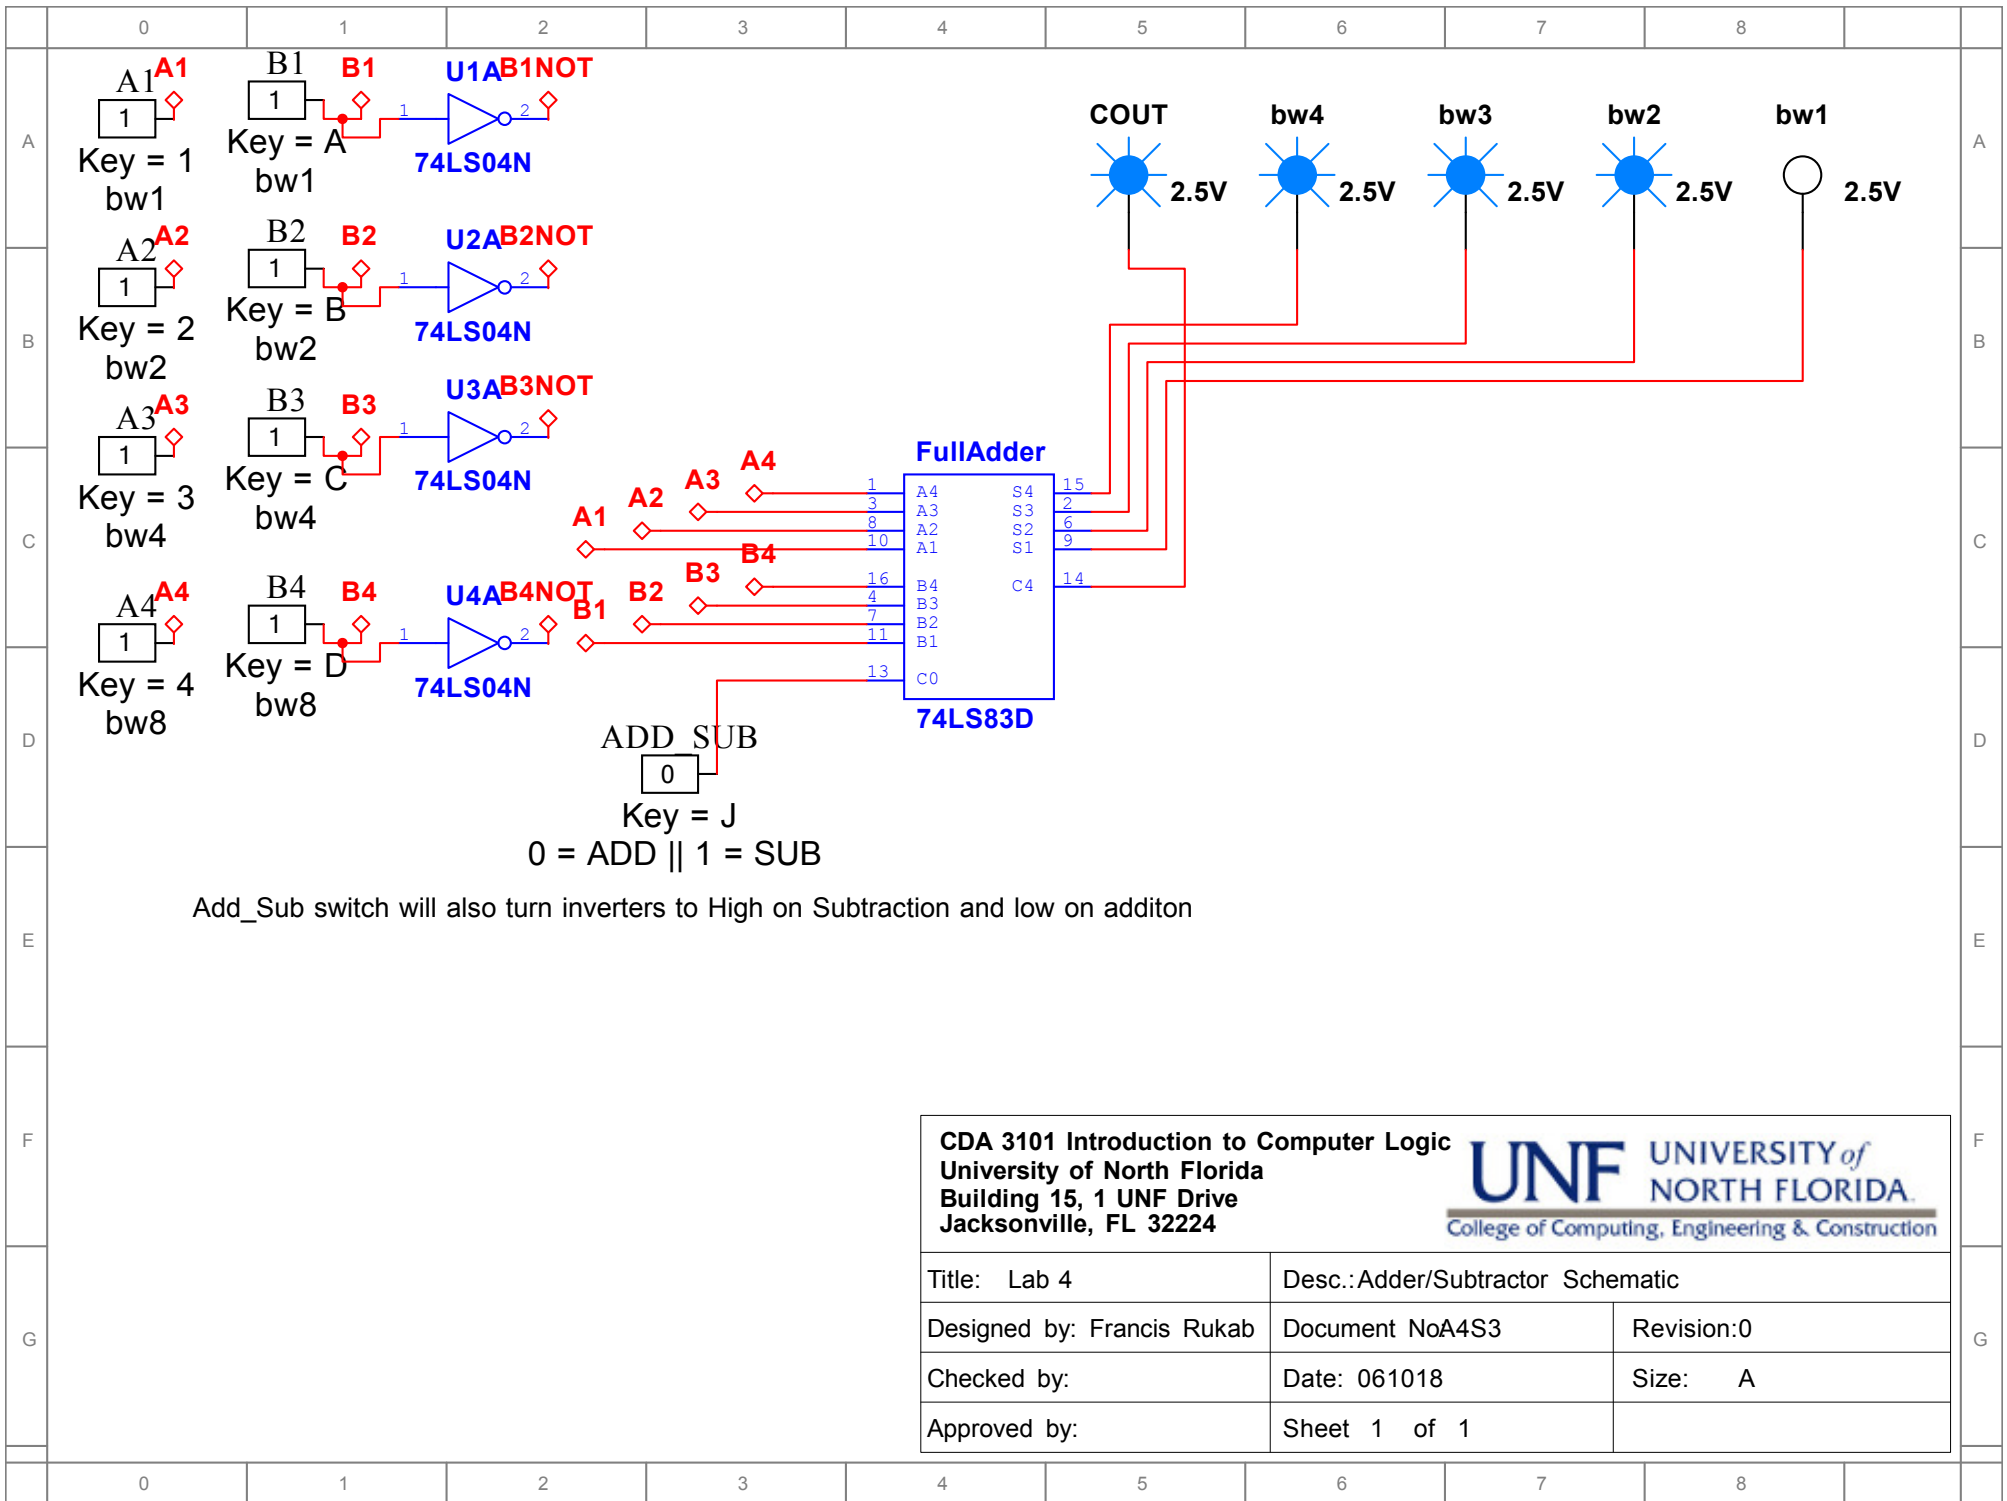 0 1 2 3 4 5 6 7 8
A A
B B
C C
D D
E E
F F
G G
A1 A1
1
Key = 1
bw1
B1 B1
1
Key = A
bw1
U1A B1NOT
1 2
74LS04N
A2 A2
1
Key = 2
bw2
B2 B2
1
Key = B
bw2
U2A B2NOT
1 2
74LS04N
A3 A3
1
Key = 3
bw4
B3 B3
1
Key = C
bw4
U3A B3NOT
1 2
74LS04N
A4 A4
1
Key = 4
bw8
B4 B4
1
Key = D
bw8
U4A B4NOT
1 2
74LS04N
COUT bw4 bw3 bw2 bw1
2.5V 2.5V 2.5V 2.5V 2.5V
FullAdder
A4 1 A4 S4 15
A3 3 A3 S3 2
A2 8 A2 S2 6
A1 10 A1 S1 9
B4 16 B4 C4 14
B3 4 B3
B2 7 B2
B1 11 B1
13 C0
74LS83D
ADD_SUB
0
Key = J
0 = ADD || 1 = SUB
Add_Sub switch will also turn inverters to High on Subtraction and low on additon
CDA 3101 Introduction to Computer Logic
University of North Florida
Building 15, 1 UNF Drive
Jacksonville, FL 32224
UNF UNIVERSITY of
NORTH FLORIDA.
College of Computing, Engineering & Construction
Title: Lab 4 Desc.:Adder/Subtractor Schematic
Designed by: Francis Rukab Document No:A4S3 Revision:0
Checked by: Date: 061018 Size: A
Approved by: Sheet 1 of 1
0 1 2 3 4 5 6 7 8